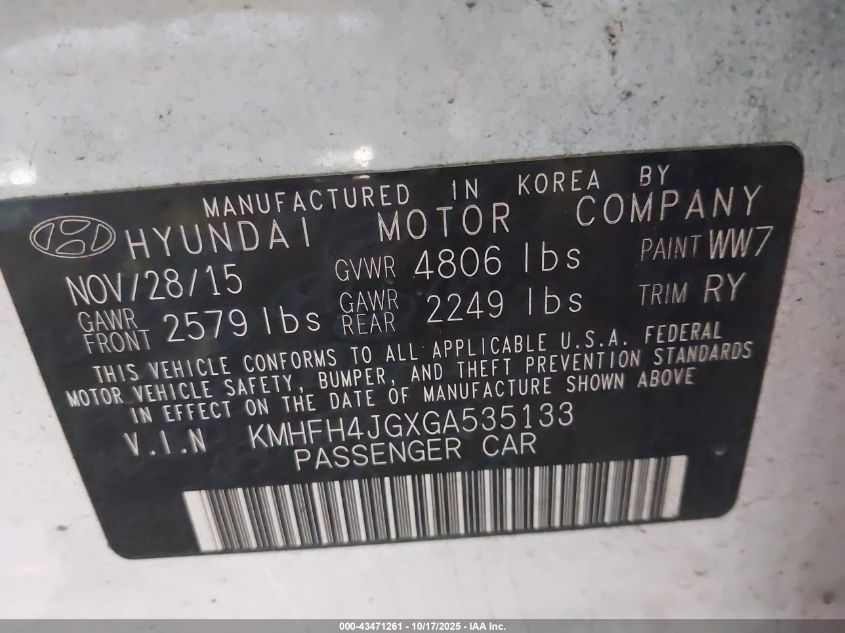 MANUFACTURED IN KOREA BY
HYUNDAI MOTOR COMPANY
NOV/28/15 GVWR 4806 lbs PAINT WW7
GAWR FRONT 2579 lbs GAWR REAR 2249 lbs TRIM RY
THIS VEHICLE CONFORMS TO ALL APPLICABLE U.S.A. FEDERAL
MOTOR VEHICLE SAFETY, BUMPER, AND THEFT PREVENTION STANDARDS
IN EFFECT ON THE DATE OF MANUFACTURE SHOWN ABOVE
V.I.N KMHFH4JGXGA535133
PASSENGER CAR
000-43471261 - 10/17/2025 - IAA Inc.